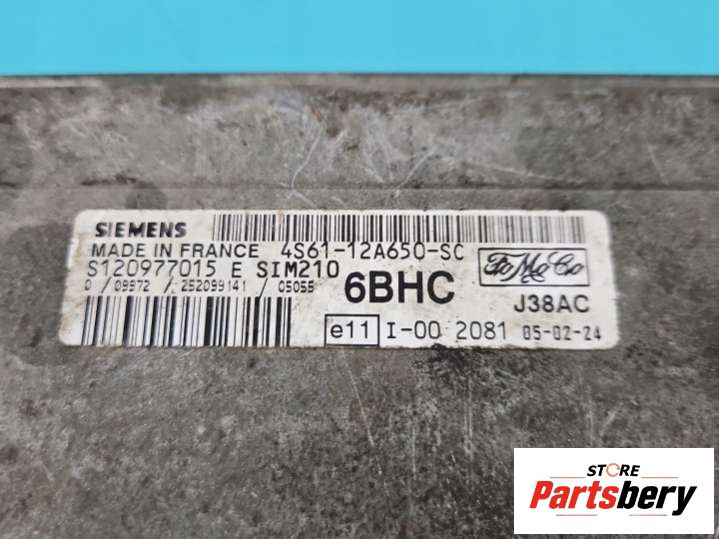 SIEMENS
MADE IN FRANCE 4S61-12A650-SC
S120977015 E SIM210
0 / 09972 / 252099141 / 05055
6BHC
FoMoCo
J38AC
e11 I-00 2081 05-02-24
STORE
Partsbery